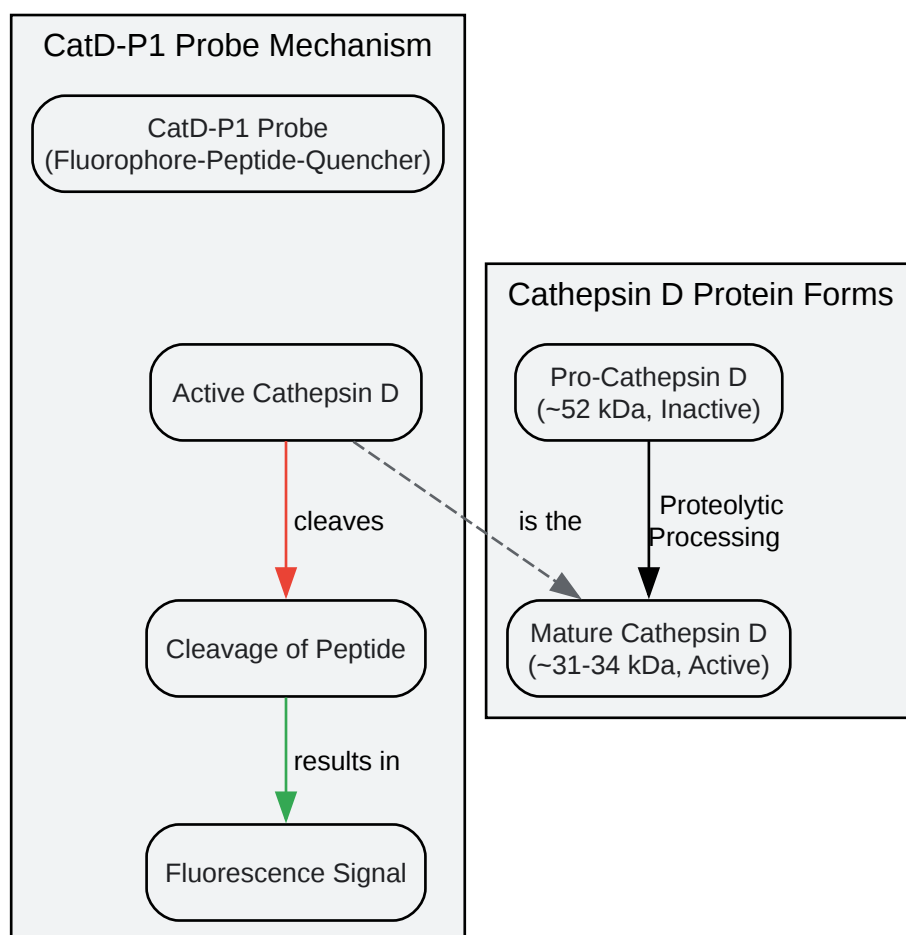 CatD-P1 Probe Mechanism
CatD-P1 Probe
(Fluorophore-Peptide-Quencher)
Active Cathepsin D
cleaves
Cleavage of Peptide
results in
Fluorescence Signal
is the
Cathepsin D Protein Forms
Pro-Cathepsin D
(~52 kDa, Inactive)
Proteolytic
Processing
Mature Cathepsin D
(~31-34 kDa, Active)